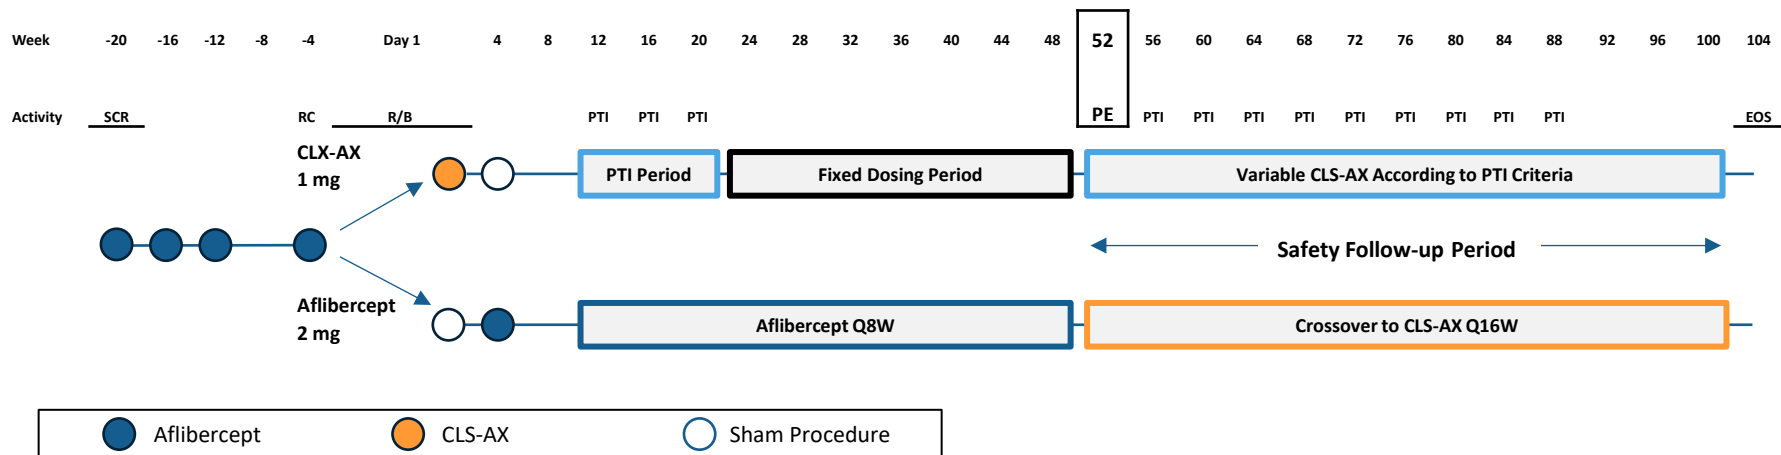 Week -20 -16 -12 -8 -4 Day 1 4 8 12 16 20 24 28 32 36 40 44 48 52 56 60 64 68 72 76 80 84 88 92 96 100 104
Activity SCR RC R/B PTI PTI PTI PE PTI PTI PTI PTI PTI PTI PTI PTI PTI EOS
CLX-AX
1 mg
PTI Period Fixed Dosing Period Variable CLS-AX According to PTI Criteria
Safety Follow-up Period
Aflibercept
2 mg
Aflibercept Q8W Crossover to CLS-AX Q16W
Aflibercept CLS-AX Sham Procedure